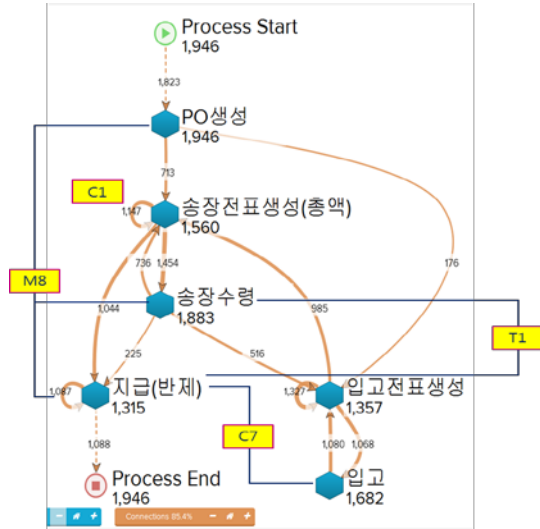 Process Start
1,946
1,823
PO생성
1,946
713
C1
1,147
송장전표생성(총액)
1,560
736
1,454
176
M8
1,044
송장수령
1,883
985
T1
225
516
1,087
지급(반제)
1,315
1,327
입고전표생성
1,357
C7
1,088
1,080
1,068
Process End
1,946
입고
1,682
Connections 85.4%